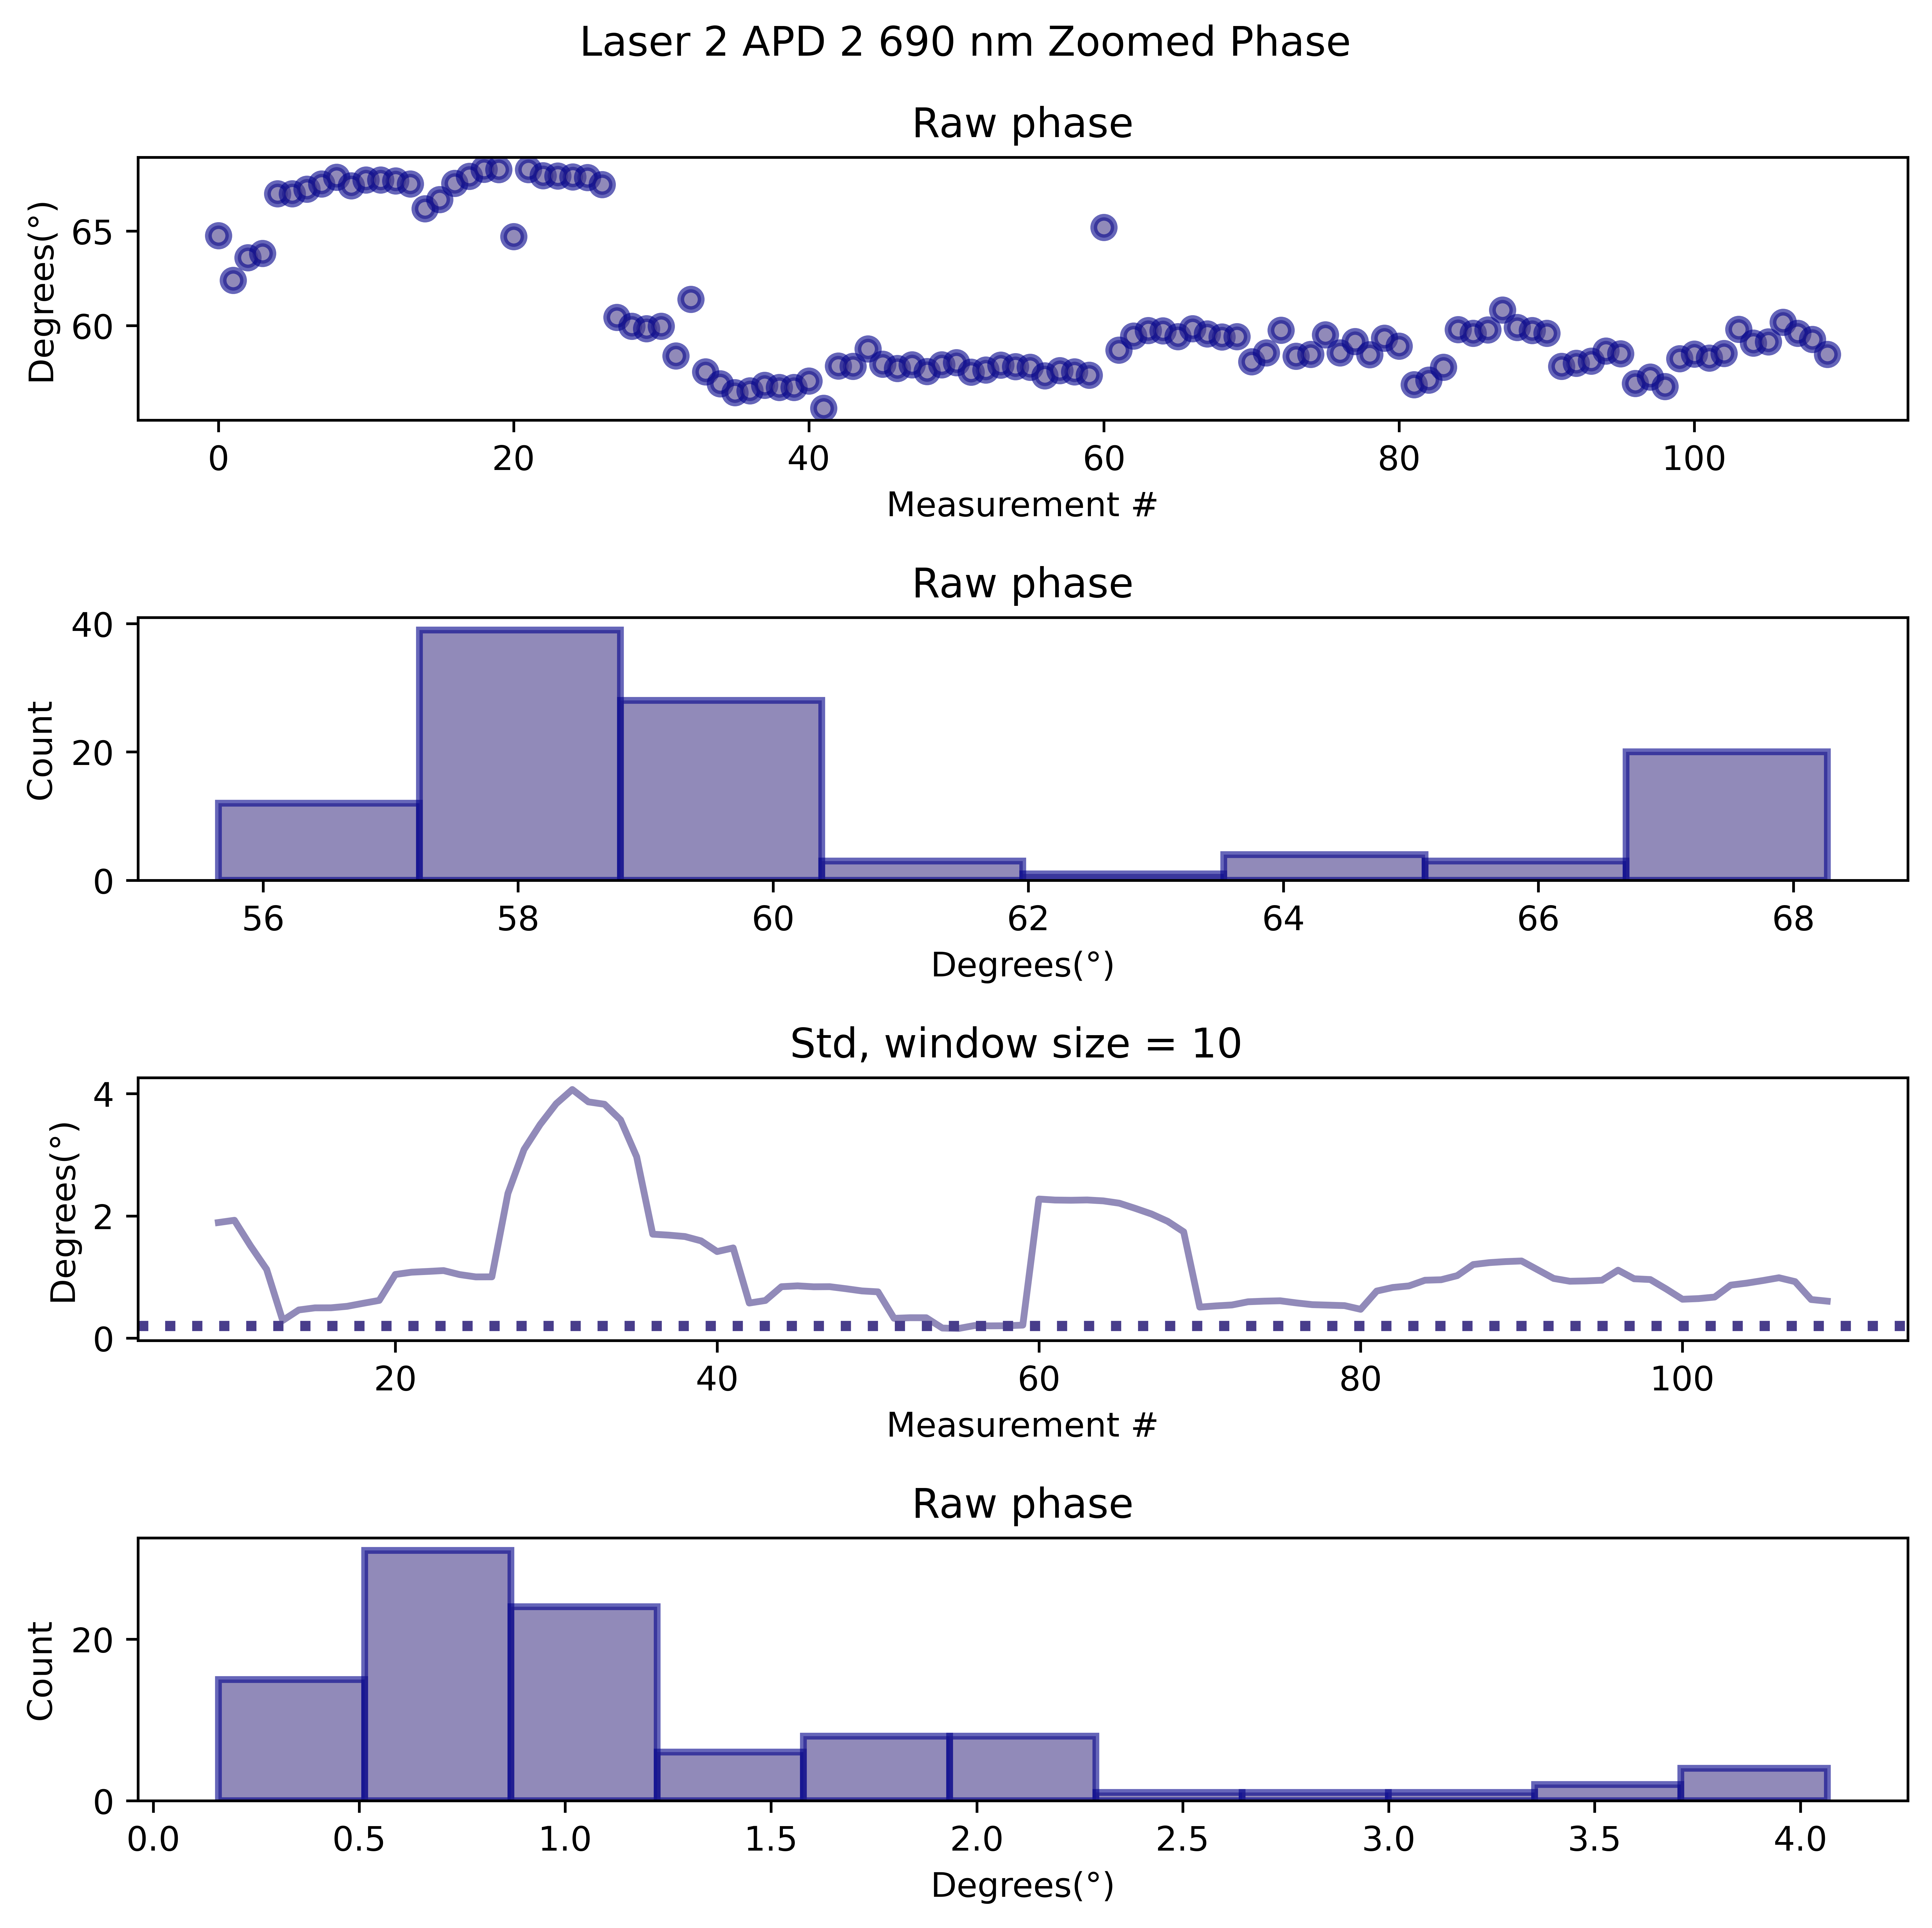 Laser 2 APD 2 690 nm Zoomed Phase
Raw phase
Degrees(°)
65
60
0 20 40 60 80 100
Measurement #
Raw phase
Count
40
20
0
56 58 60 62 64 66 68
Degrees(°)
Std, window size = 10
Degrees(°)
4
2
0
20 40 60 80 100
Measurement #
Raw phase
Count
20
0
0.0 0.5 1.0 1.5 2.0 2.5 3.0 3.5 4.0
Degrees(°)